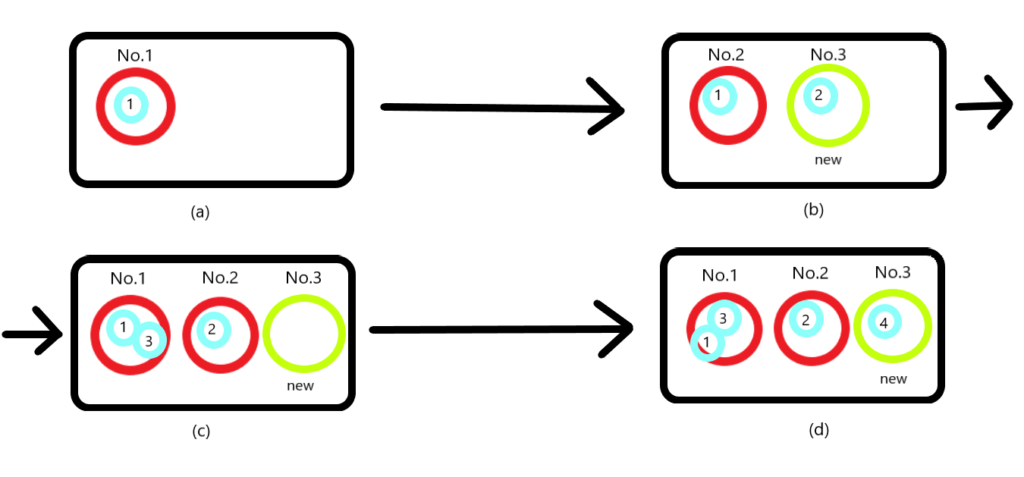 No.1
1
(a)
No.2 No.3
1 2
new
(b)
No.1 No.2 No.3
1 3 2
new
(c)
No.1 No.2 No.3
3 1 2 4
new
(d)